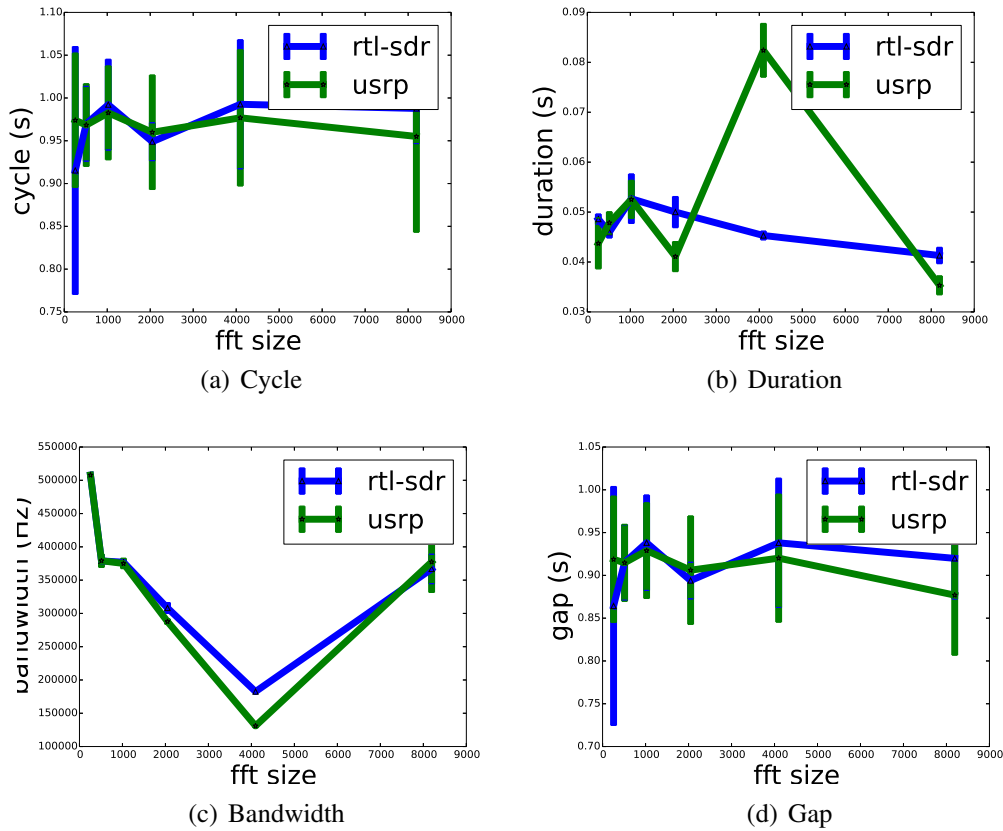 1.10
1.05
1.00
0.95
0.90
0.85
0.80
0.75
cycle (s)
0 1000 2000 3000 4000 5000 6000 7000 8000 9000
fft size
rtl-sdr
usrp
(a) Cycle
0.09
0.08
0.07
0.06
0.05
0.04
0.03
duration (s)
0 1000 2000 3000 4000 5000 6000 7000 8000 9000
fft size
rtl-sdr
usrp
(b) Duration
550000
500000
450000
400000
350000
300000
250000
200000
150000
100000
bandwidth (Hz)
0 1000 2000 3000 4000 5000 6000 7000 8000 9000
fft size
rtl-sdr
usrp
(c) Bandwidth
1.05
1.00
0.95
0.90
0.85
0.80
0.75
0.70
gap (s)
0 1000 2000 3000 4000 5000 6000 7000 8000 9000
fft size
rtl-sdr
usrp
(d) Gap